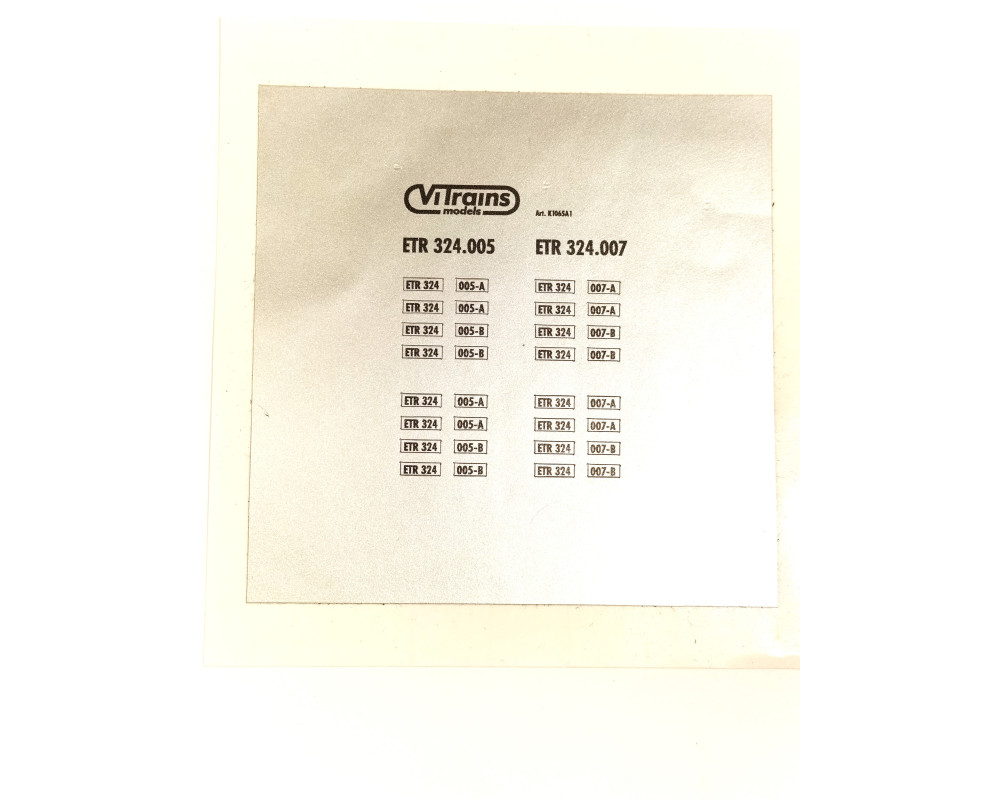 ViTrains
models
Art. K1065A1
ETR 324.005 ETR 324.007
ETR 324 005-A ETR 324 007-A
ETR 324 005-A ETR 324 007-A
ETR 324 005-B ETR 324 007-B
ETR 324 005-B ETR 324 007-B
ETR 324 005-A ETR 324 007-A
ETR 324 005-A ETR 324 007-A
ETR 324 005-B ETR 324 007-B
ETR 324 005-B ETR 324 007-B